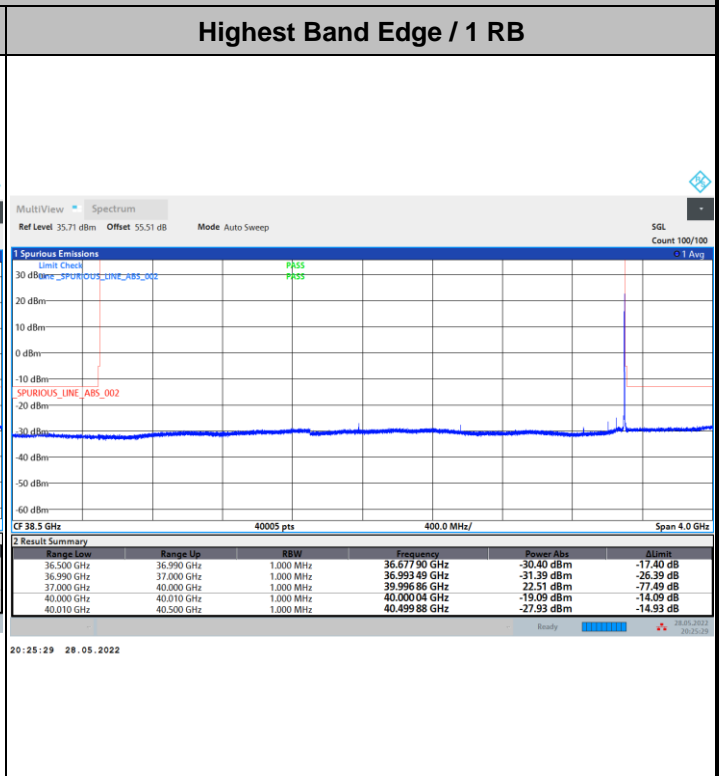 Highest Band Edge / 1 RB
MultiView Spectrum
Ref Level 35.71 dBm Offset 55.51 dB Mode Auto Sweep SGL
Count 100/100
1 Spurious Emissions 1 Avg
Limit Check PASS
30 dBm Line _SPURIOUS_LINE_ABS_002 PASS
20 dBm
10 dBm
0 dBm
-10 dBm
_SPURIOUS_LINE_ABS_002
-20 dBm
-30 dBm
-40 dBm
-50 dBm
-60 dBm
CF 38.5 GHz 40005 pts 400.0 MHz/ Span 4.0 GHz
2 Result Summary
Range Low Range Up RBW Frequency Power Abs ΔLimit
36.500 GHz 36.990 GHz 1.000 MHz 36.677 90 GHz -30.40 dBm -17.40 dB
36.990 GHz 37.000 GHz 1.000 MHz 36.993 49 GHz -31.39 dBm -26.39 dB
37.000 GHz 40.000 GHz 1.000 MHz 39.996 86 GHz 22.51 dBm -77.49 dB
40.000 GHz 40.010 GHz 1.000 MHz 40.000 04 GHz -19.09 dBm -14.09 dB
40.010 GHz 40.500 GHz 1.000 MHz 40.499 88 GHz -27.93 dBm -14.93 dB
Ready 28.05.2022
20:25:29
20:25:29 28.05.2022